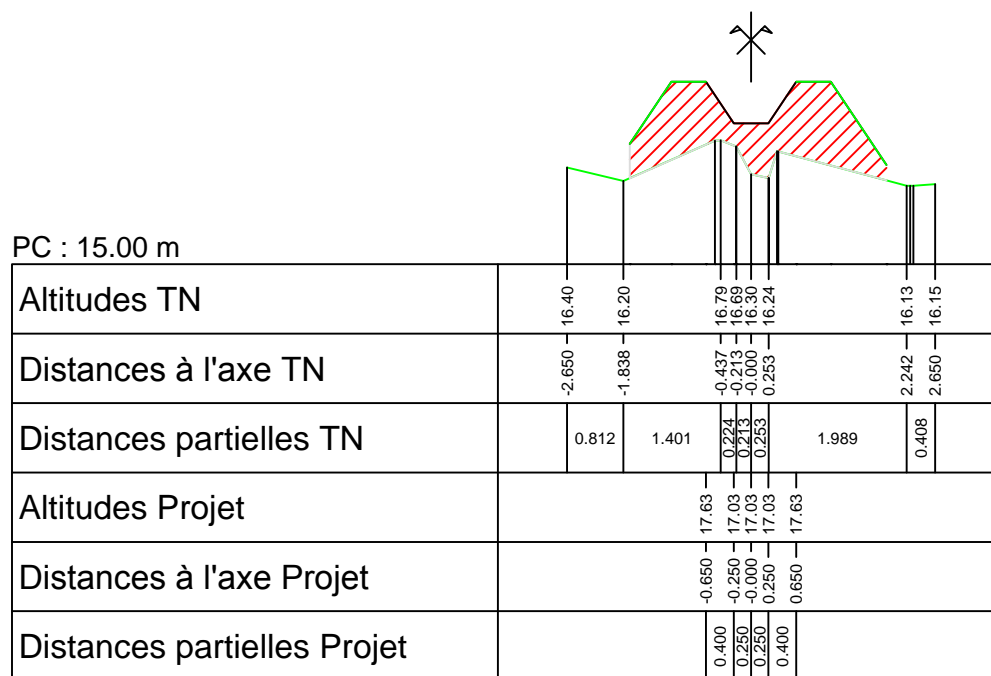 PC : 15.00 m
Altitudes TN
16.40 16.20 16.79 16.69 16.30 16.24 16.13 16.15
Distances à l'axe TN
-2.650 -1.838 -0.437 -0.213 -0.000 0.253 2.242 2.650
Distances partielles TN
0.812 1.401 0.224 0.213 0.253 1.989 0.408
Altitudes Projet
17.63 17.03 17.03 17.03 17.63
Distances à l'axe Projet
-0.650 -0.250 -0.000 0.250 0.650
Distances partielles Projet
0.400 0.250 0.250 0.400